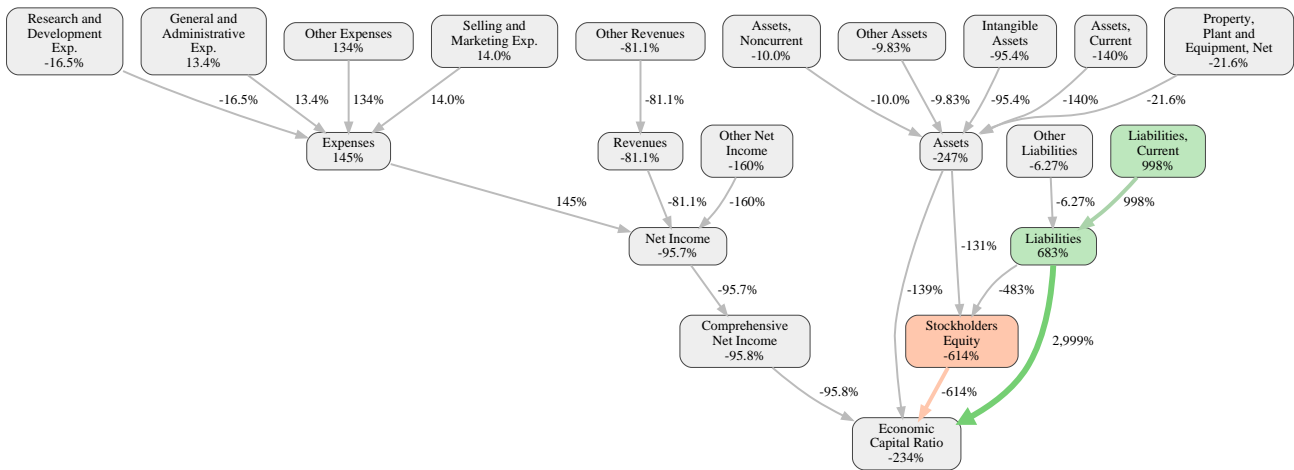 Research and
Development
Exp.
-16.5%
General and
Administrative
Exp.
13.4%
Other Expenses
134%
Selling and
Marketing Exp.
14.0%
Other Revenues
-81.1%
Assets,
Noncurrent
-10.0%
Other Assets
-9.83%
Intangible
Assets
-95.4%
Assets,
Current
-140%
Property,
Plant and
Equipment, Net
-21.6%
-16.5%
13.4%
134%
14.0%
-81.1%
-10.0%
-9.83%
-95.4%
-140%
-21.6%
Expenses
145%
Revenues
-81.1%
Other Net
Income
-160%
Assets
-247%
Other
Liabilities
-6.27%
Liabilities,
Current
998%
145%
-81.1%
-160%
-6.27%
998%
Net Income
-95.7%
-131%
Liabilities
683%
-95.7%
-139%
-483%
Comprehensive
Net Income
-95.8%
Stockholders
Equity
-614%
2,999%
-95.8%
-614%
Economic
Capital Ratio
-234%